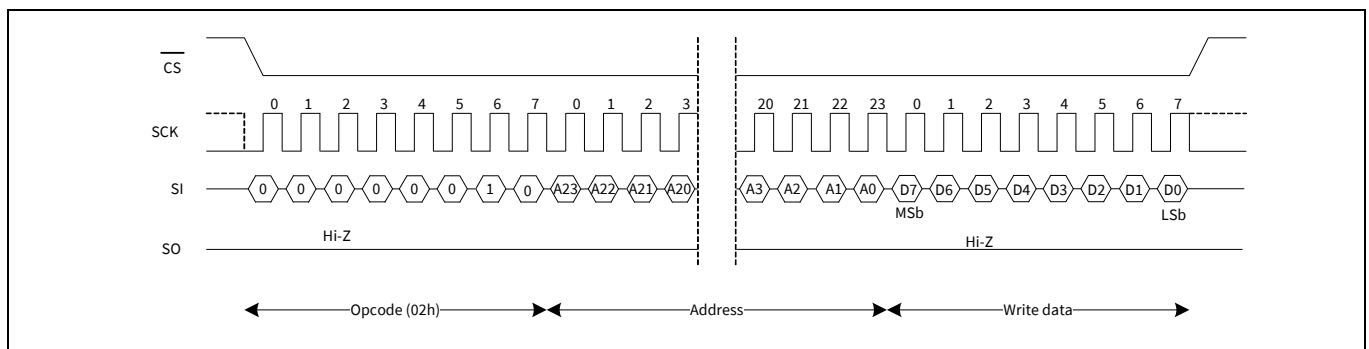 CS
0 1 2 3 4 5 6 7 0 1 2 3 20 21 22 23 0 1 2 3 4 5 6 7
SCK
SI 0 0 0 0 0 0 1 0 A23 A22 A21 A20 A3 A2 A1 A0 D7 D6 D5 D4 D3 D2 D1 D0
MSb LSb
Hi-Z Hi-Z
SO
Opcode (02h) Address Write data